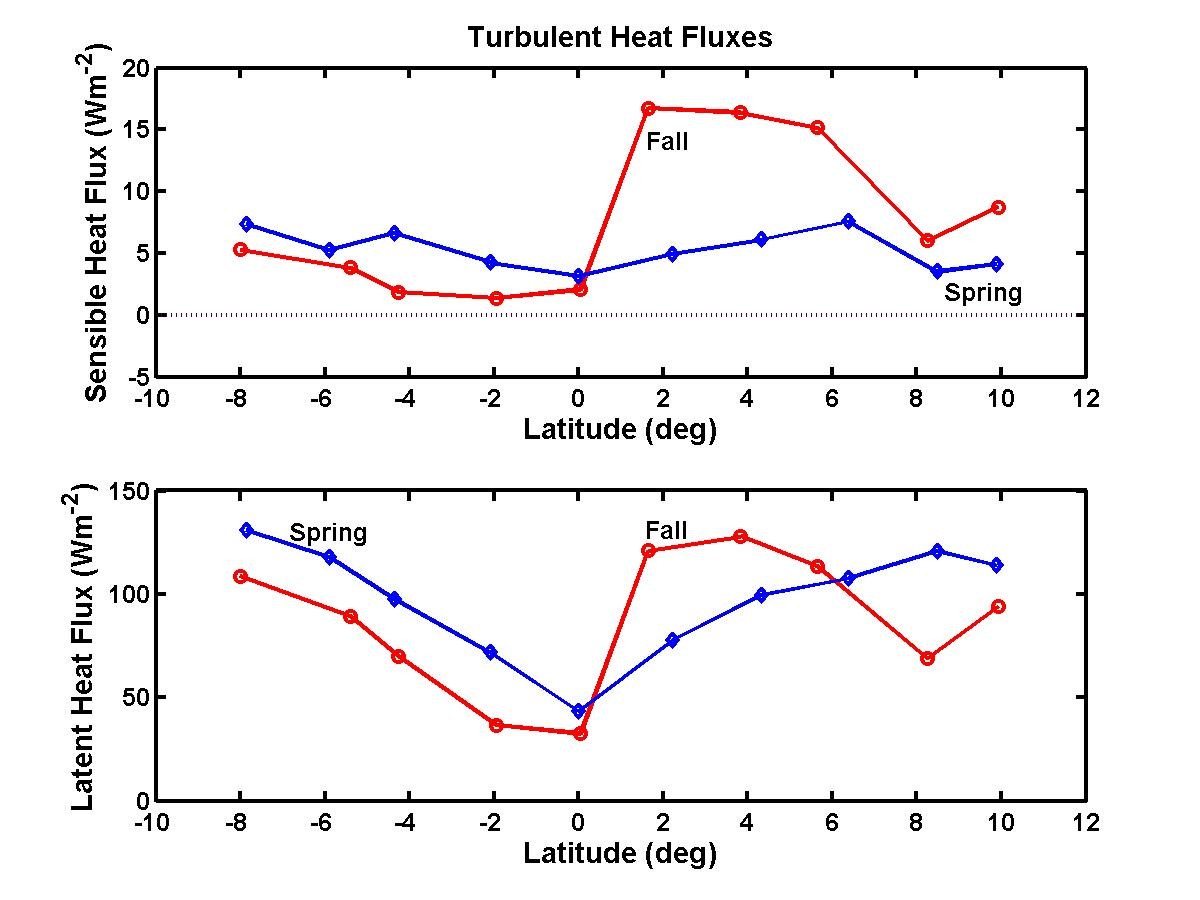 Turbulent Heat Fluxes
Sensible Heat Flux (Wm-2)
20
15
10
5
0
-5
Fall
Spring
-10 -8 -6 -4 -2 0 2 4 6 8 10 12
Latitude (deg)
Latent Heat Flux (Wm-2)
150
100
50
0
Spring
Fall
-10 -8 -6 -4 -2 0 2 4 6 8 10 12
Latitude (deg)